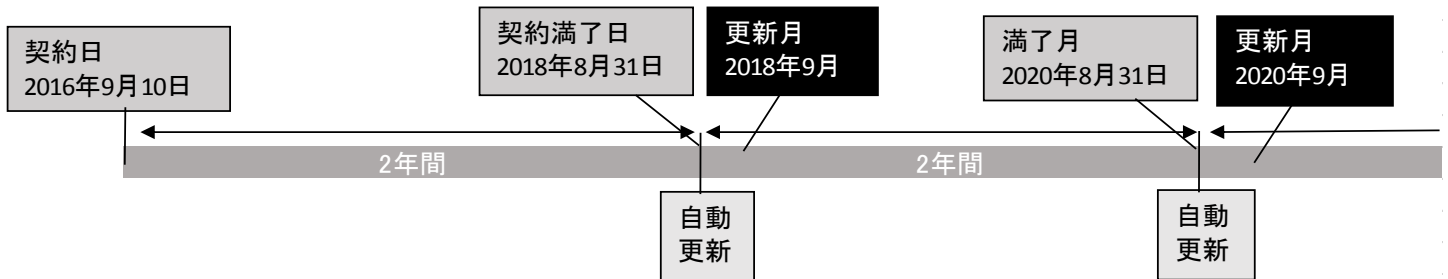 契約日
2016年9月10日
契約満了日
2018年8月31日
更新月
2018年9月
満了月
2020年8月31日
更新月
2020年9月
2年間
2年間
自動
更新
自動
更新